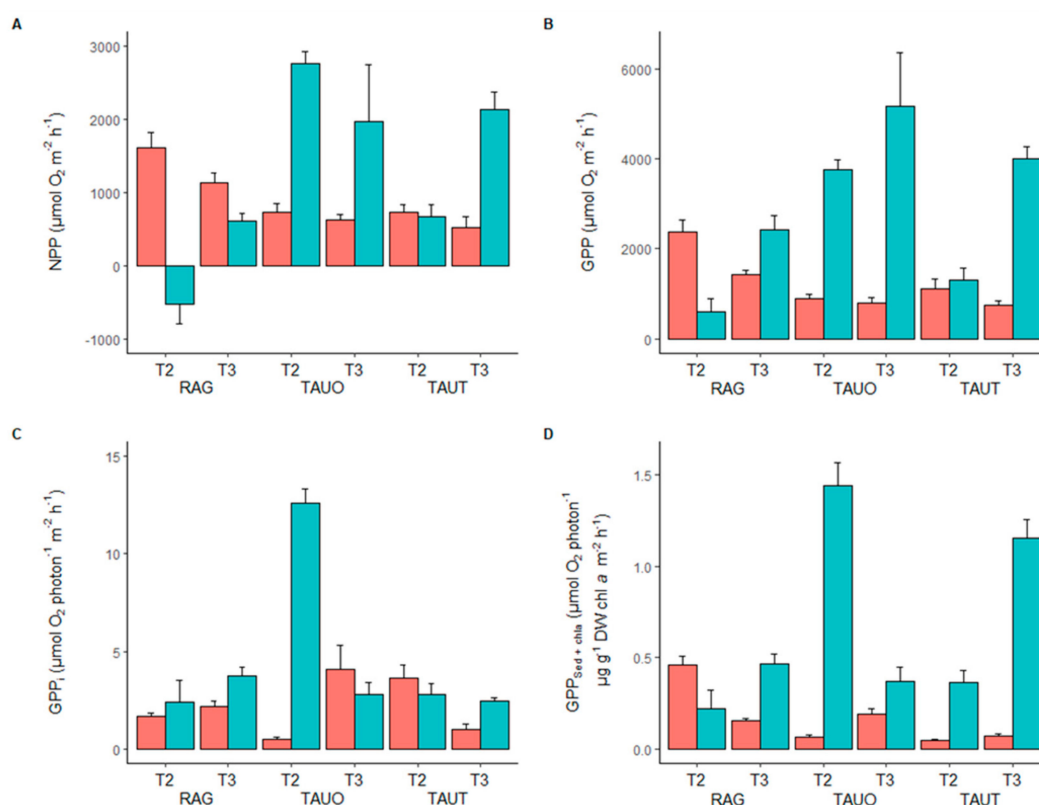 A
NPP (µmol O₂ m⁻² h⁻¹)
3000
2000
1000
0
-1000
T2 T3 T2 T3 T2 T3
RAG TAUO TAUT
B
GPP (µmol O₂ m⁻² h⁻¹)
6000
4000
2000
0
T2 T3 T2 T3 T2 T3
RAG TAUO TAUT
C
GPPᵢ (µmol O₂ photon⁻¹ m⁻² h⁻¹)
15
10
5
0
T2 T3 T2 T3 T2 T3
RAG TAUO TAUT
D
GPP Sed + chla (µmol O₂ photon⁻¹
µg g⁻¹ DW chl a m⁻² h⁻¹)
1.5
1.0
0.5
0.0
T2 T3 T2 T3 T2 T3
RAG TAUO TAUT